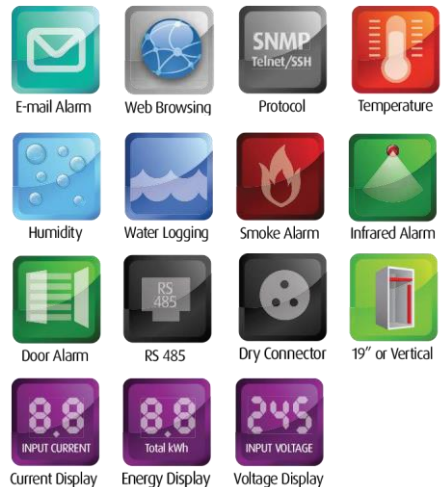 SNMP
Telnet/SSH
E-mail Alarm
Web Browsing
Protocol
Temperature
Humidity
Water Logging
Smoke Alarm
Infrared Alarm
RS
485
Door Alarm
RS 485
Dry Connector
19" or Vertical
8.8
INPUT CURRENT
8.8
Total kWh
245
INPUT VOLTAGE
Current Display
Energy Display
Voltage Display